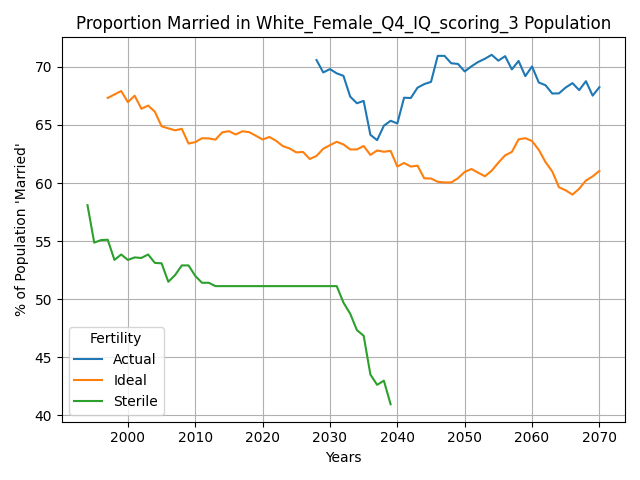 Proportion Married in White_Female_Q4_IQ_scoring_3 Population
% of Population 'Married'
70
65
60
55
50
45
40
Fertility
Actual
Ideal
Sterile
2000 2010 2020 2030 2040 2050 2060 2070
Years